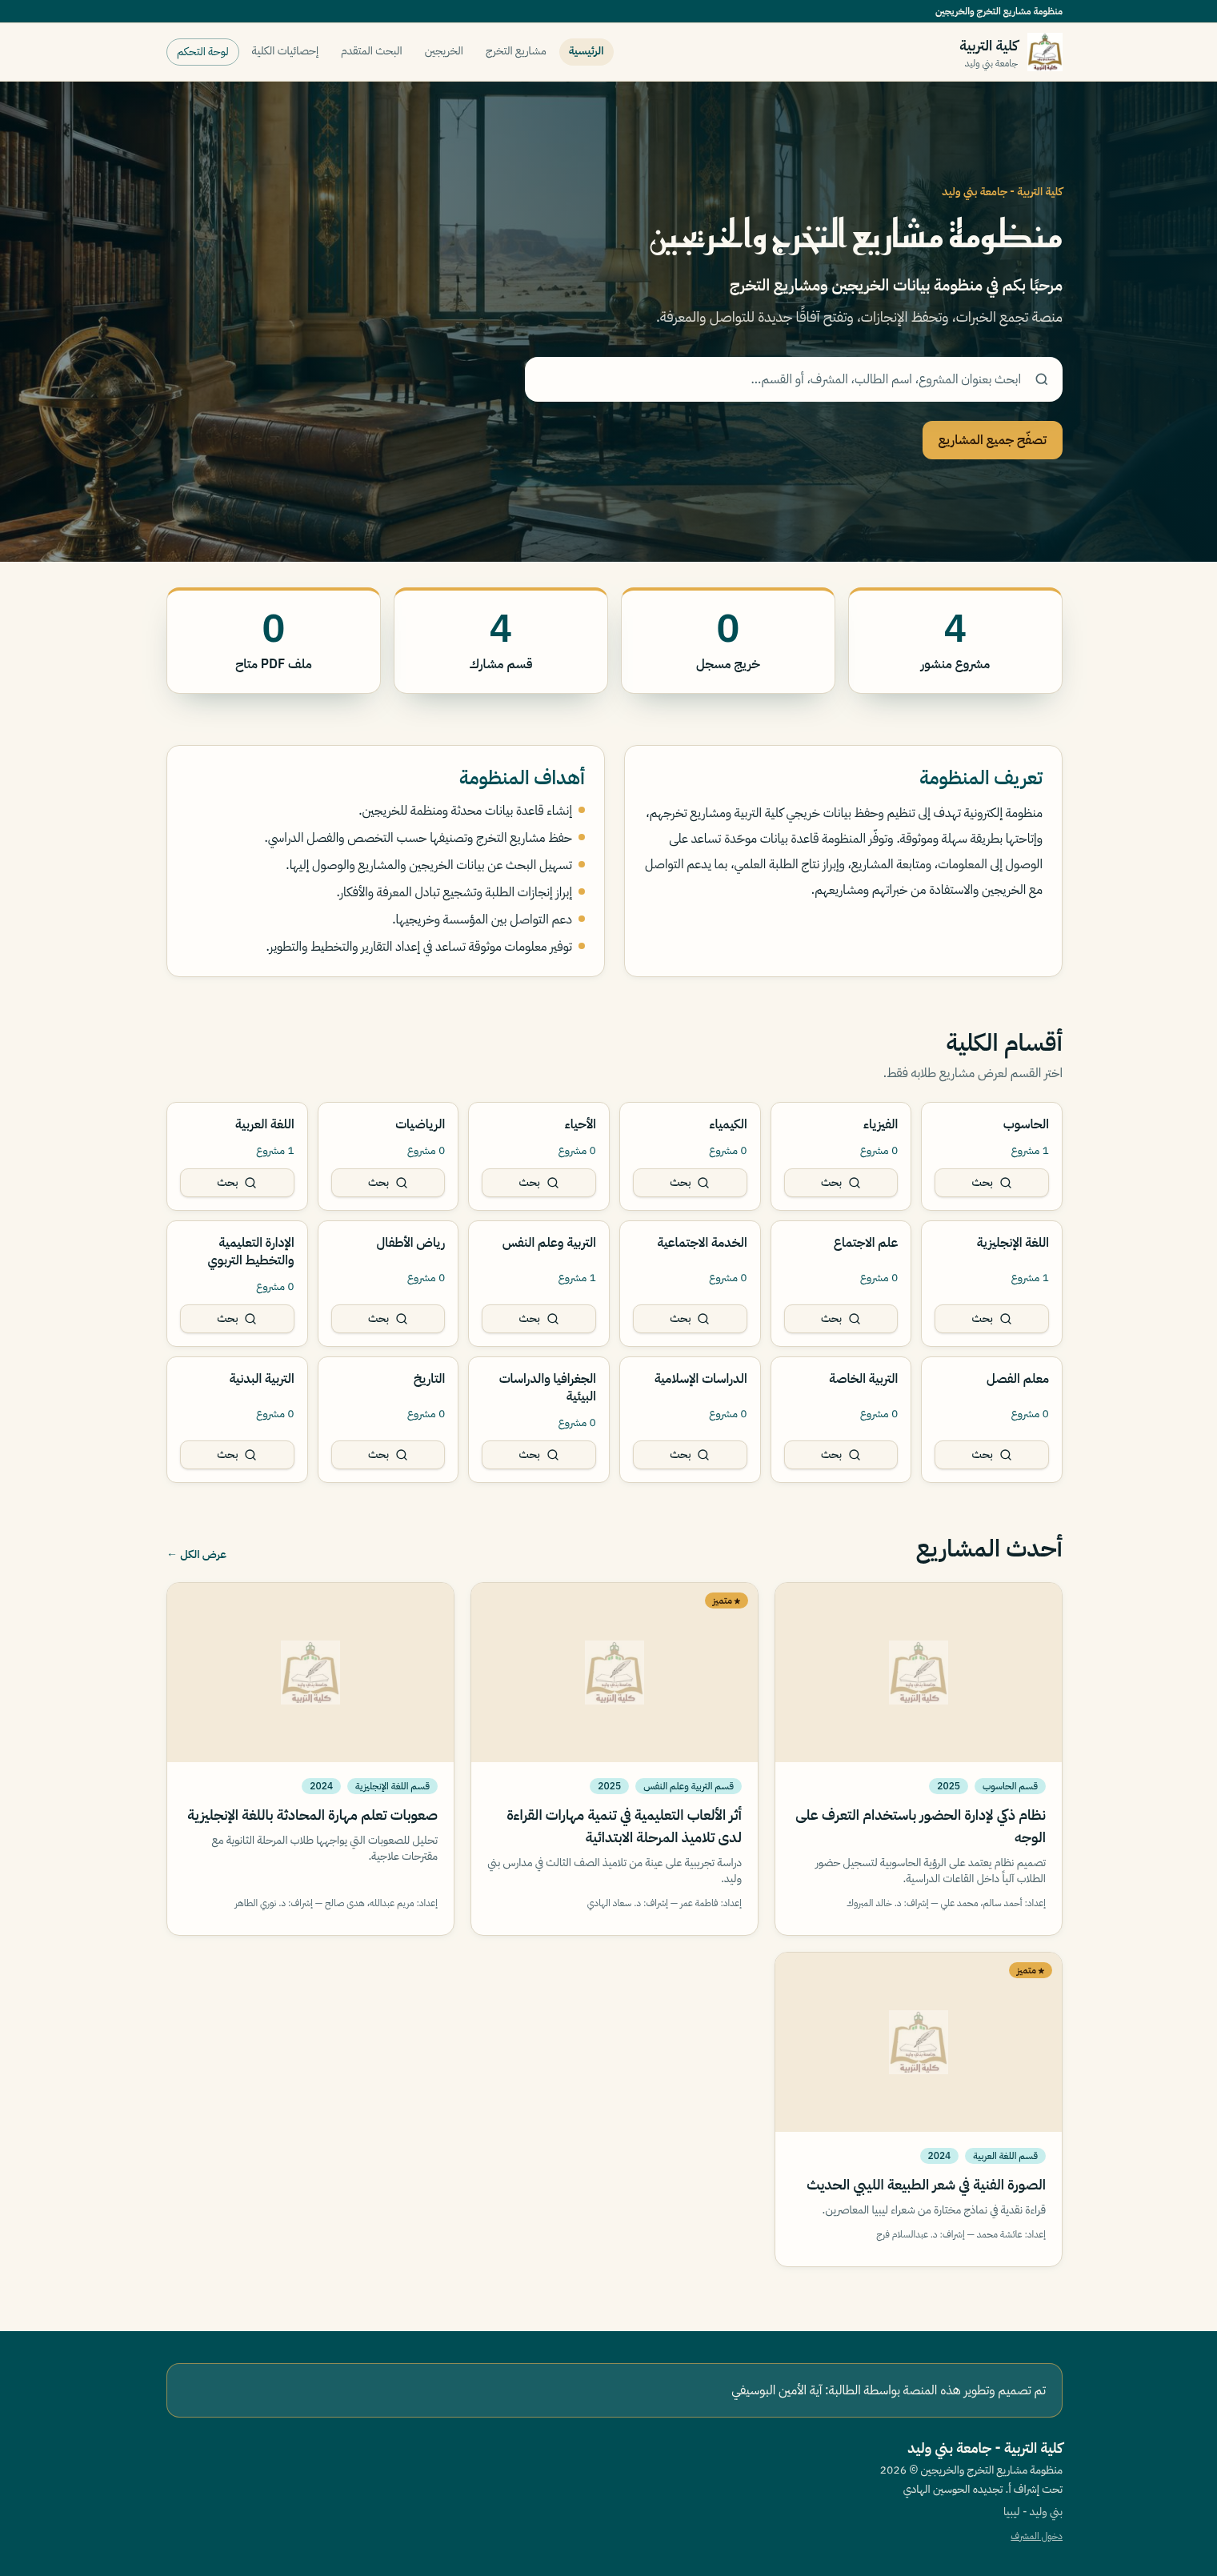 منظومة مشاريع التخرج والخريجين
كلية التربية
جامعة بني وليد
الرئيسية
مشاريع التخرج
الخريجين
البحث المتقدم
إحصائيات الكلية
لوحة التحكم
كلية التربية - جامعة بني وليد
منظومة مشاريع التخرج والخريجين
مرحبًا بكم في منظومة بيانات الخريجين ومشاريع التخرج
منصة تجمع الخبرات، وتحفظ الإنجازات، وتفتح آفاقًا جديدة للتواصل والمعرفة.
ابحث بعنوان المشروع، اسم الطالب، المشرف، أو القسم...
تصفّح جميع المشاريع
4
مشروع منشور
0
خريج مسجل
4
قسم مشارك
0
ملف PDF متاح
تعريف المنظومة
منظومة إلكترونية تهدف إلى تنظيم وحفظ بيانات خريجي كلية التربية ومشاريع تخرجهم،
وإتاحتها بطريقة سهلة وموثوقة. وتوفّر المنظومة قاعدة بيانات موحّدة تساعد على
الوصول إلى المعلومات، ومتابعة المشاريع، وإبراز نتاج الطلبة العلمي، بما يدعم التواصل
مع الخريجين والاستفادة من خبراتهم ومشاريعهم.
أهداف المنظومة
إنشاء قاعدة بيانات محدثة ومنظمة للخريجين.
حفظ مشاريع التخرج وتصنيفها حسب التخصص والفصل الدراسي.
تسهيل البحث عن بيانات الخريجين والمشاريع والوصول إليها.
إبراز إنجازات الطلبة وتشجيع تبادل المعرفة والأفكار.
دعم التواصل بين المؤسسة وخريجيها.
توفير معلومات موثوقة تساعد في إعداد التقارير والتخطيط والتطوير.
أقسام الكلية
اختر القسم لعرض مشاريع طلابه فقط.
الحاسوب
1 مشروع
بحث
الفيزياء
0 مشروع
بحث
الكيمياء
0 مشروع
بحث
الأحياء
0 مشروع
بحث
الرياضيات
0 مشروع
بحث
اللغة العربية
1 مشروع
بحث
اللغة الإنجليزية
1 مشروع
بحث
علم الاجتماع
0 مشروع
بحث
الخدمة الاجتماعية
0 مشروع
بحث
التربية وعلم النفس
1 مشروع
بحث
رياض الأطفال
0 مشروع
بحث
الإدارة التعليمية
والتخطيط التربوي
0 مشروع
بحث
معلم الفصل
0 مشروع
بحث
التربية الخاصة
0 مشروع
بحث
الدراسات الإسلامية
0 مشروع
بحث
الجغرافيا والدراسات
البيئية
0 مشروع
بحث
التاريخ
0 مشروع
بحث
التربية البدنية
0 مشروع
بحث
أحدث المشاريع
عرض الكل ←
كلية التربية
قسم الحاسوب
2025
نظام ذكي لإدارة الحضور باستخدام التعرف على
الوجه
تصميم نظام يعتمد على الرؤية الحاسوبية لتسجيل حضور
الطلاب آلياً داخل القاعات الدراسية.
إعداد: أحمد سالم، محمد علي — إشراف: د. خالد المبروك
★ متميز
كلية التربية
قسم التربية وعلم النفس
2025
أثر الألعاب التعليمية في تنمية مهارات القراءة
لدى تلاميذ المرحلة الابتدائية
دراسة تجريبية على عينة من تلاميذ الصف الثالث في مدارس بني
وليد.
إعداد: فاطمة عمر — إشراف: د. سعاد الهادي
كلية التربية
قسم اللغة الإنجليزية
2024
صعوبات تعلم مهارة المحادثة باللغة الإنجليزية
تحليل للصعوبات التي يواجهها طلاب المرحلة الثانوية مع
مقترحات علاجية.
إعداد: مريم عبدالله، هدى صالح — إشراف: د. نوري الطاهر
★ متميز
كلية التربية
قسم اللغة العربية
2024
الصورة الفنية في شعر الطبيعة الليبي الحديث
قراءة نقدية في نماذج مختارة من شعراء ليبيا المعاصرين.
إعداد: عائشة محمد — إشراف: د. عبدالسلام فرج
تم تصميم وتطوير هذه المنصة بواسطة الطالبة: آية الأمين البوسيفي
كلية التربية - جامعة بني وليد
منظومة مشاريع التخرج والخريجين © 2026
تحت إشراف أ. تجديده الحوسين الهادي
بني وليد - ليبيا
دخول المشرف